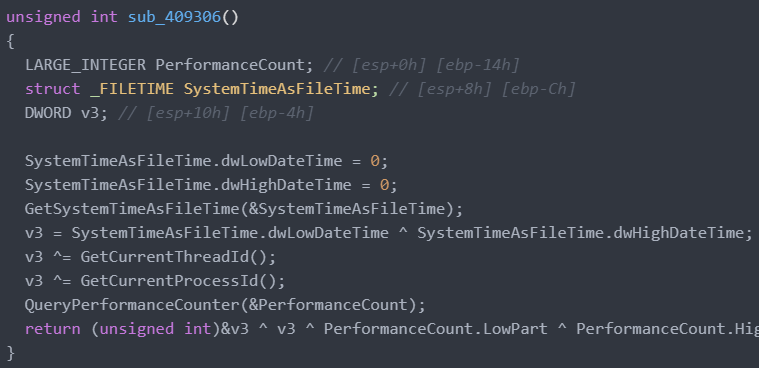 unsigned int sub_409306()
{
  LARGE_INTEGER PerformanceCount; // [esp+0h] [ebp-14h]
  struct _FILETIME SystemTimeAsFileTime; // [esp+8h] [ebp-Ch]
  DWORD v3; // [esp+10h] [ebp-4h]

  SystemTimeAsFileTime.dwLowDateTime = 0;
  SystemTimeAsFileTime.dwHighDateTime = 0;
  GetSystemTimeAsFileTime(&SystemTimeAsFileTime);
  v3 = SystemTimeAsFileTime.dwLowDateTime ^ SystemTimeAsFileTime.dwHighDateTime;
  v3 ^= GetCurrentThreadId();
  v3 ^= GetCurrentProcessId();
  QueryPerformanceCounter(&PerformanceCount);
  return (unsigned int)&v3 ^ v3 ^ PerformanceCount.LowPart ^ PerformanceCount.Hig
}